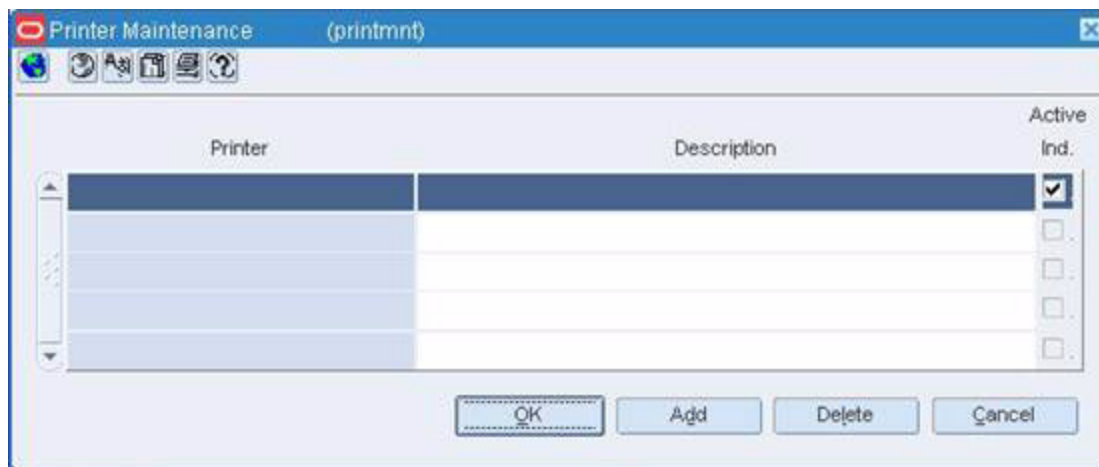 Printer Maintenance (printmnt)
Active
Printer Description Ind.
OK Add Delete Cancel